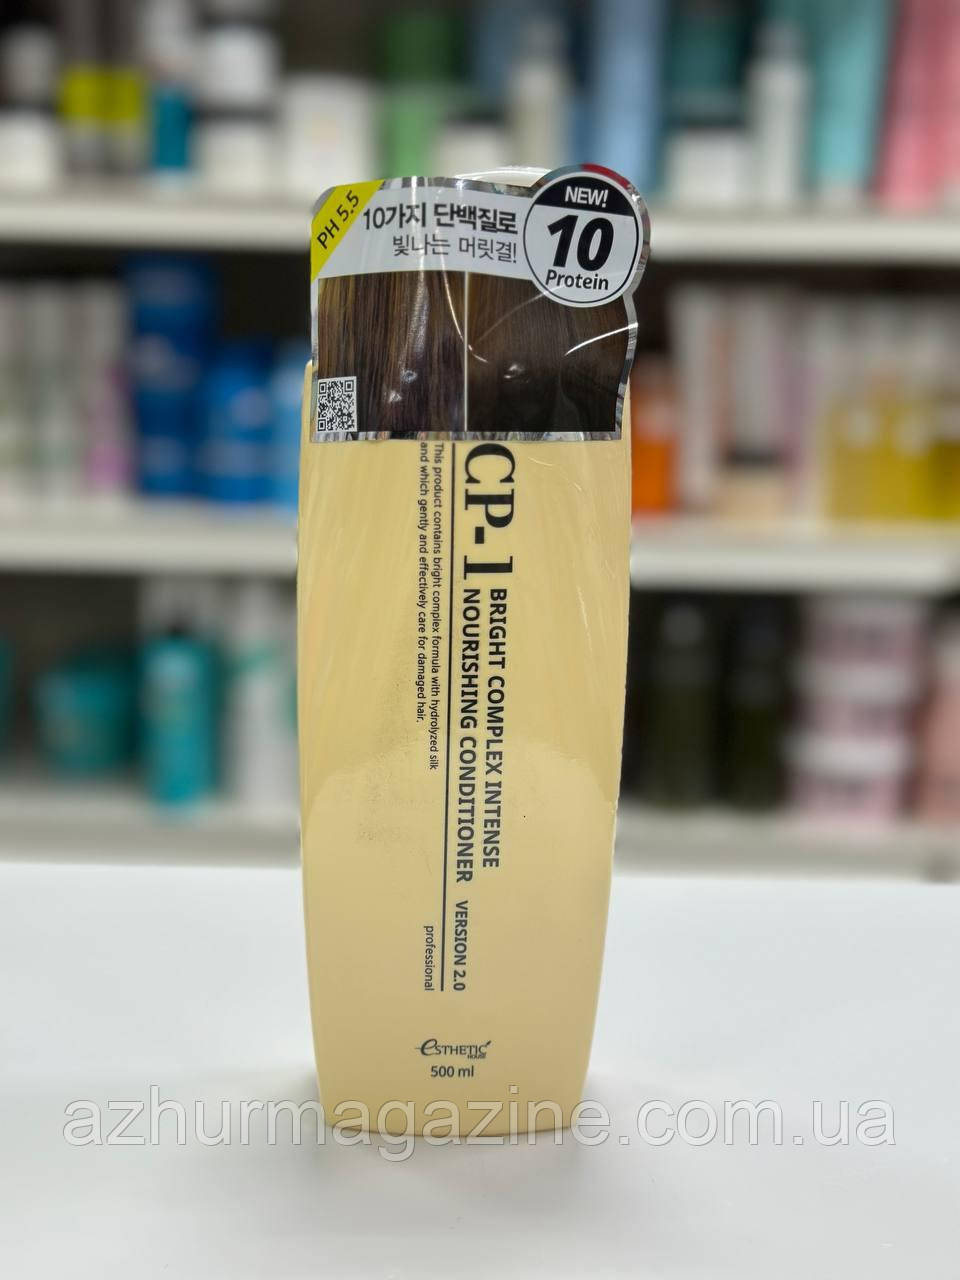 PH 5.5
10가지 단백질로
빛나는 머릿결!
NEW!
10
Protein
CP-1
BRIGHT COMPLEX INTENSE
NOURISHING CONDITIONER VERSION 2.0
This product contains bright complex formula with hydrolyzed silk
and which gently and effectively care for damaged hair.
professional
eSTHETIC
HOUSE
500 ml
azhurmagazine.com.ua